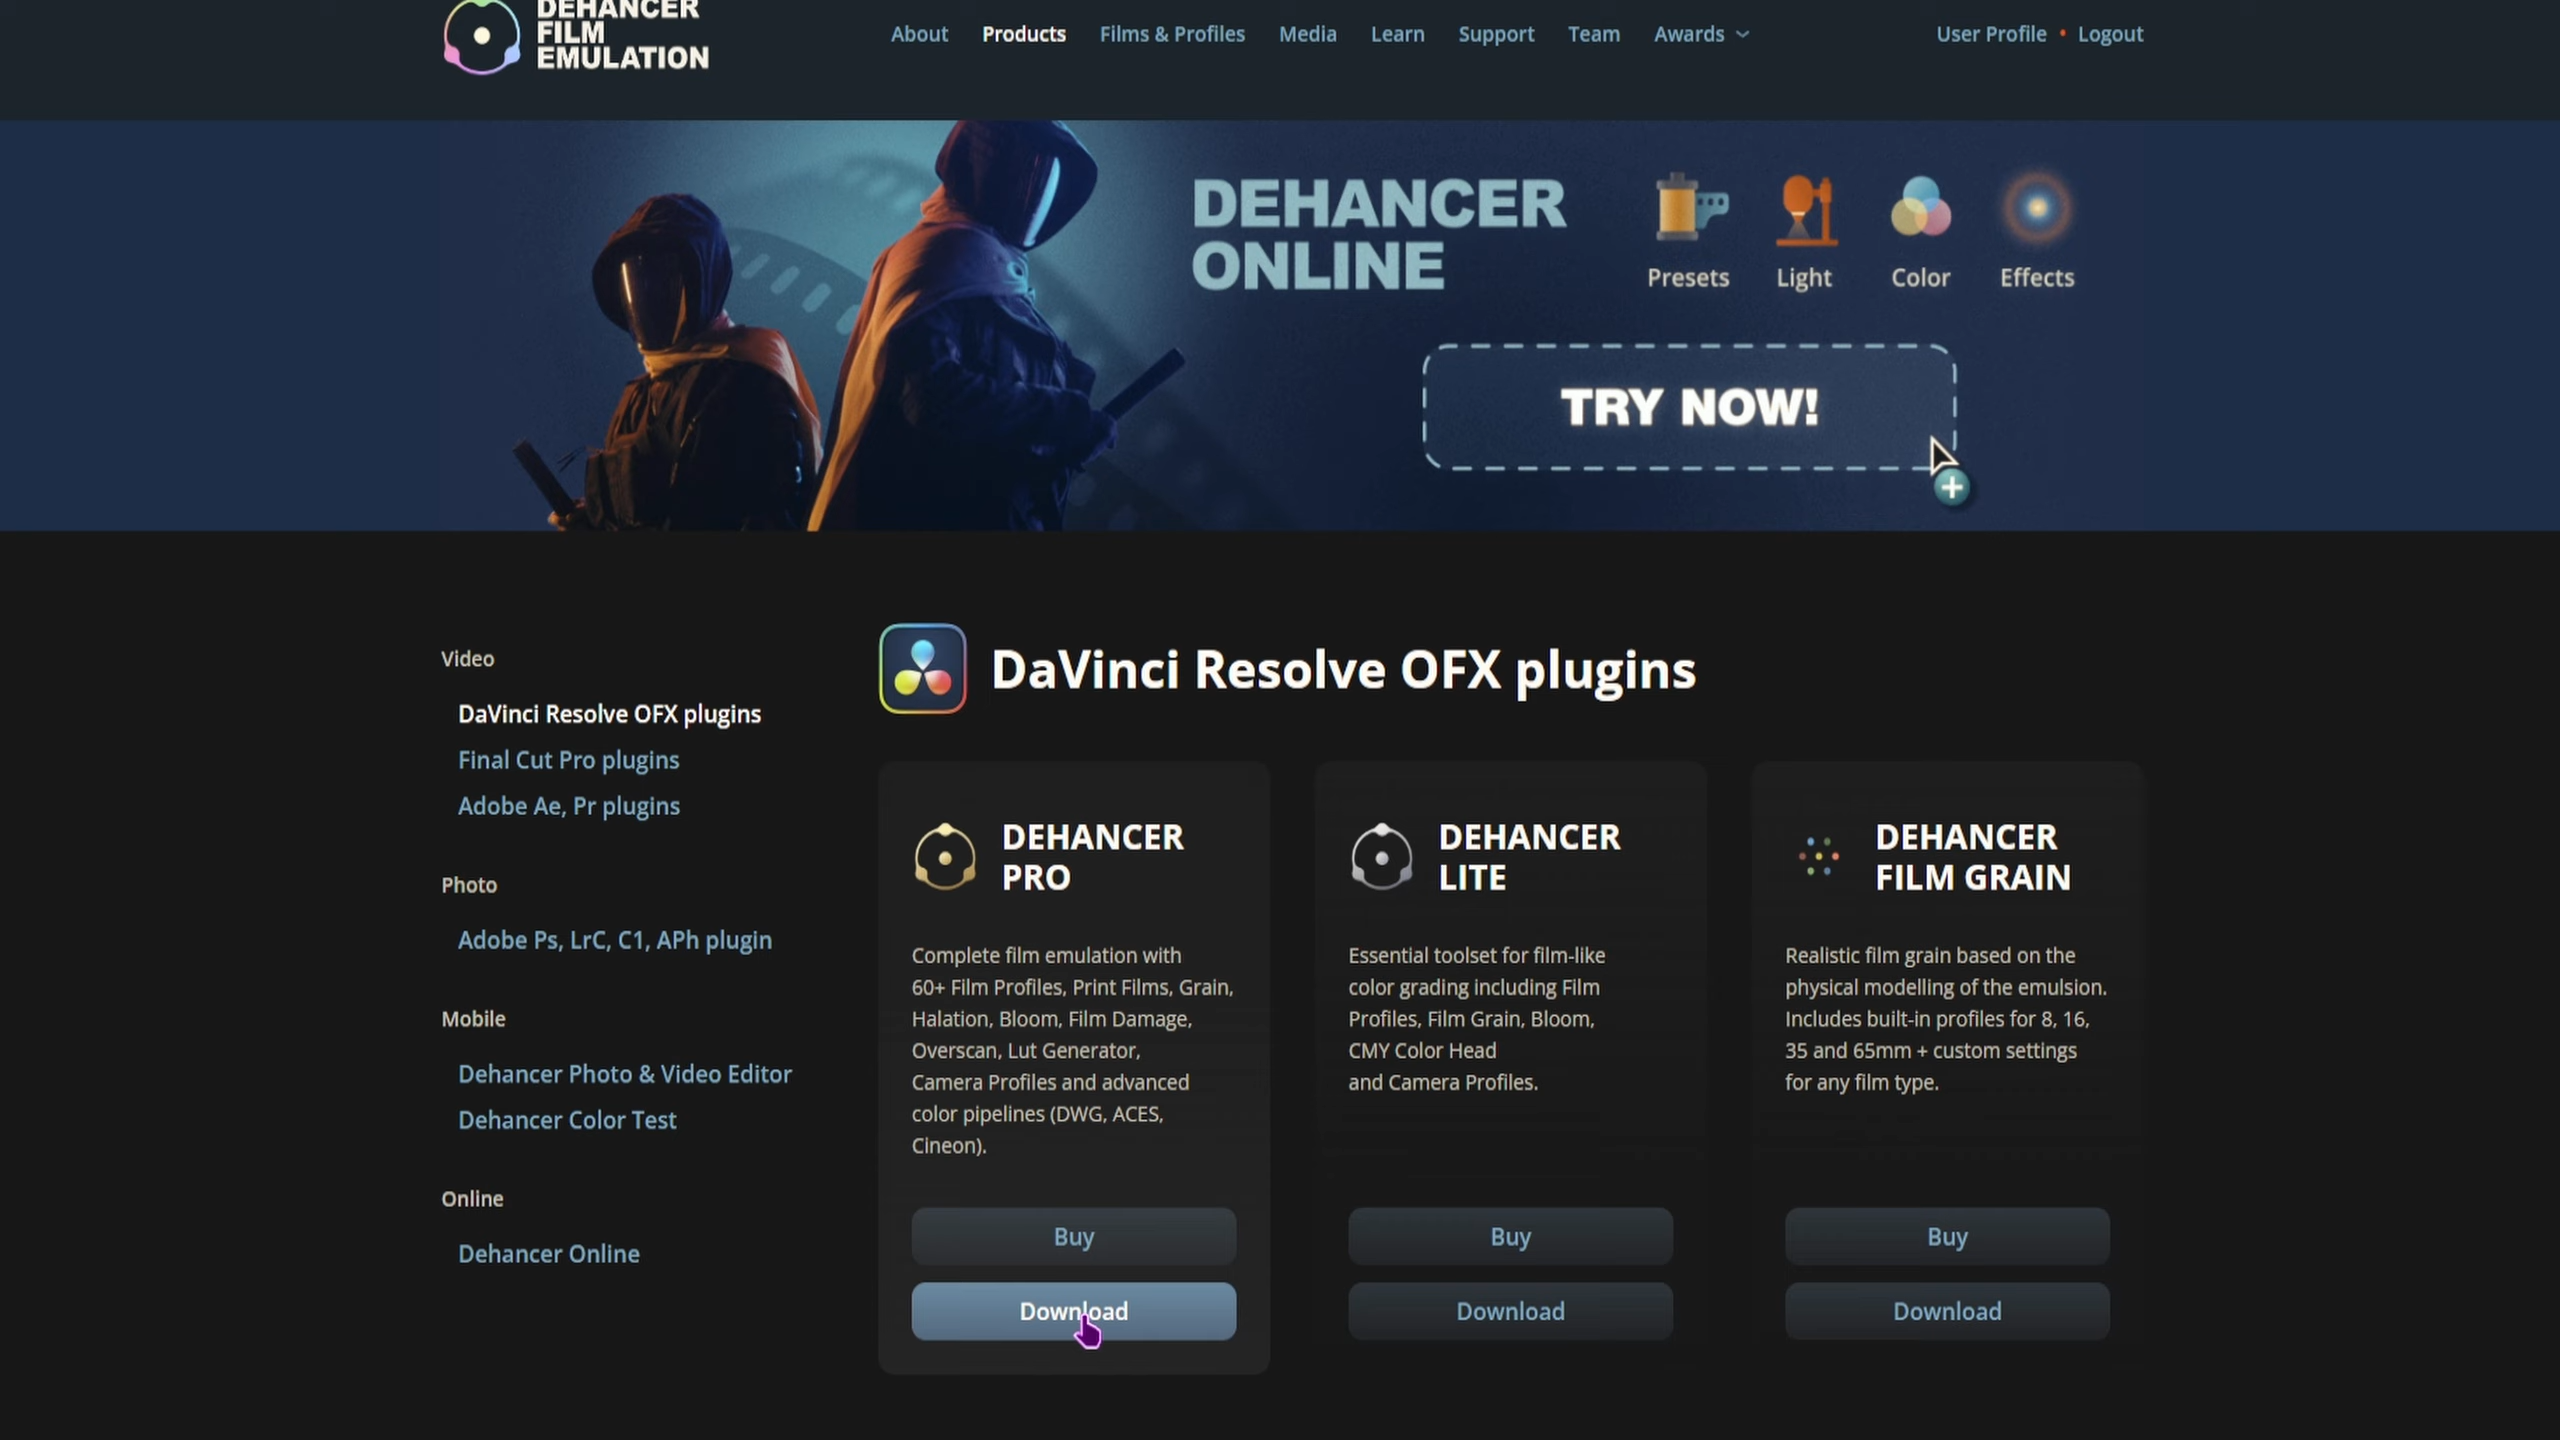 DEHANCER
FILM
EMULATION
About
Products
Films & Profiles
Media
Learn
Support
Team
Awards
User Profile • Logout
DEHANCER
ONLINE
Presets
Light
Color
Effects
TRY NOW!
Video
DaVinci Resolve OFX plugins
Final Cut Pro plugins
Adobe Ae, Pr plugins
Photo
Adobe Ps, LrC, C1, APh plugin
Mobile
Dehancer Photo & Video Editor
Dehancer Color Test
Online
Dehancer Online
DaVinci Resolve OFX plugins
DEHANCER
PRO
Complete film emulation with
60+ Film Profiles, Print Films, Grain,
Halation, Bloom, Film Damage,
Overscan, Lut Generator,
Camera Profiles and advanced
color pipelines (DWG, ACES,
Cineon).
Buy
Download
DEHANCER
LITE
Essential toolset for film-like
color grading including Film
Profiles, Film Grain, Bloom,
CMY Color Head
and Camera Profiles.
Buy
Download
DEHANCER
FILM GRAIN
Realistic film grain based on the
physical modelling of the emulsion.
Includes built-in profiles for 8, 16,
35 and 65mm + custom settings
for any film type.
Buy
Download